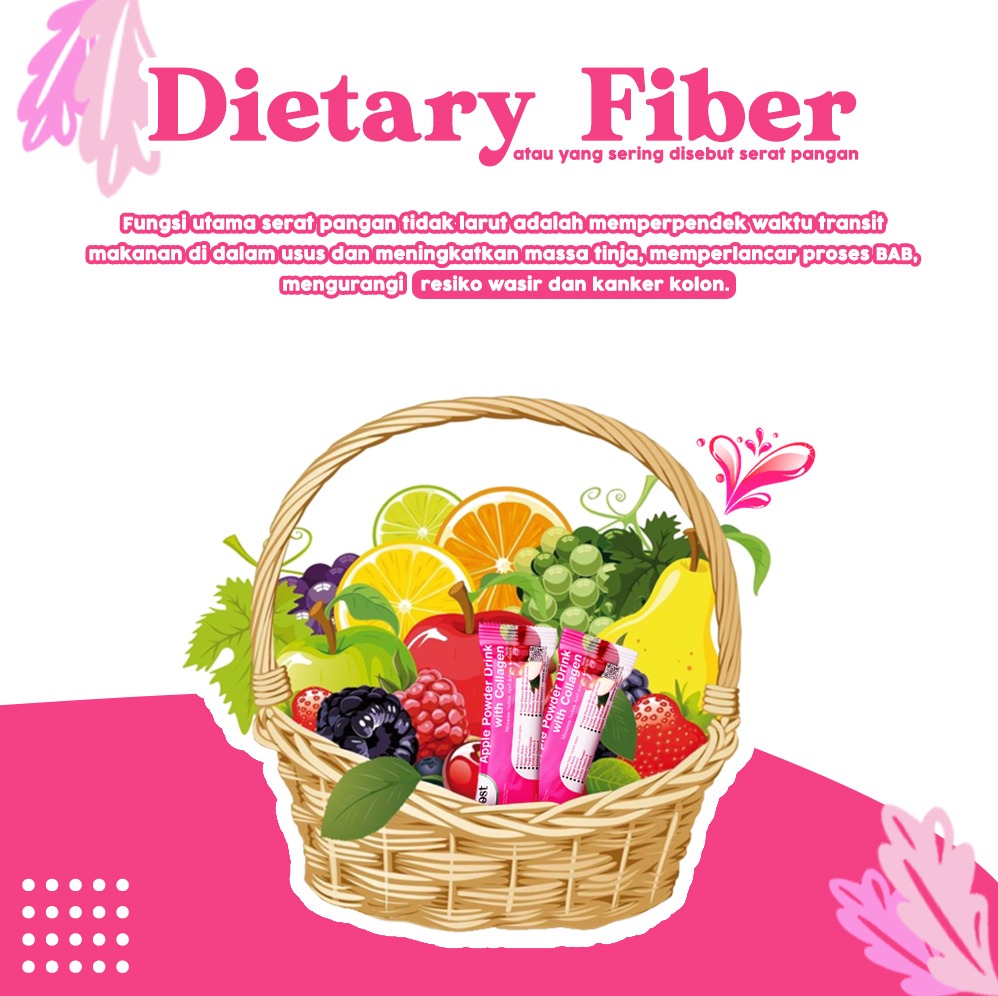 Dietary Fiber
atau yang sering disebut serat pangan
Fungsi utama serat pangan tidak larut adalah memperpendek waktu transit
makanan di dalam usus dan meningkatkan massa tinja, memperlancar proses BAB,
mengurangi resiko wasir dan kanker kolon.
Apple Powder Drink
with Collagen
Powder Drink
with Collagen